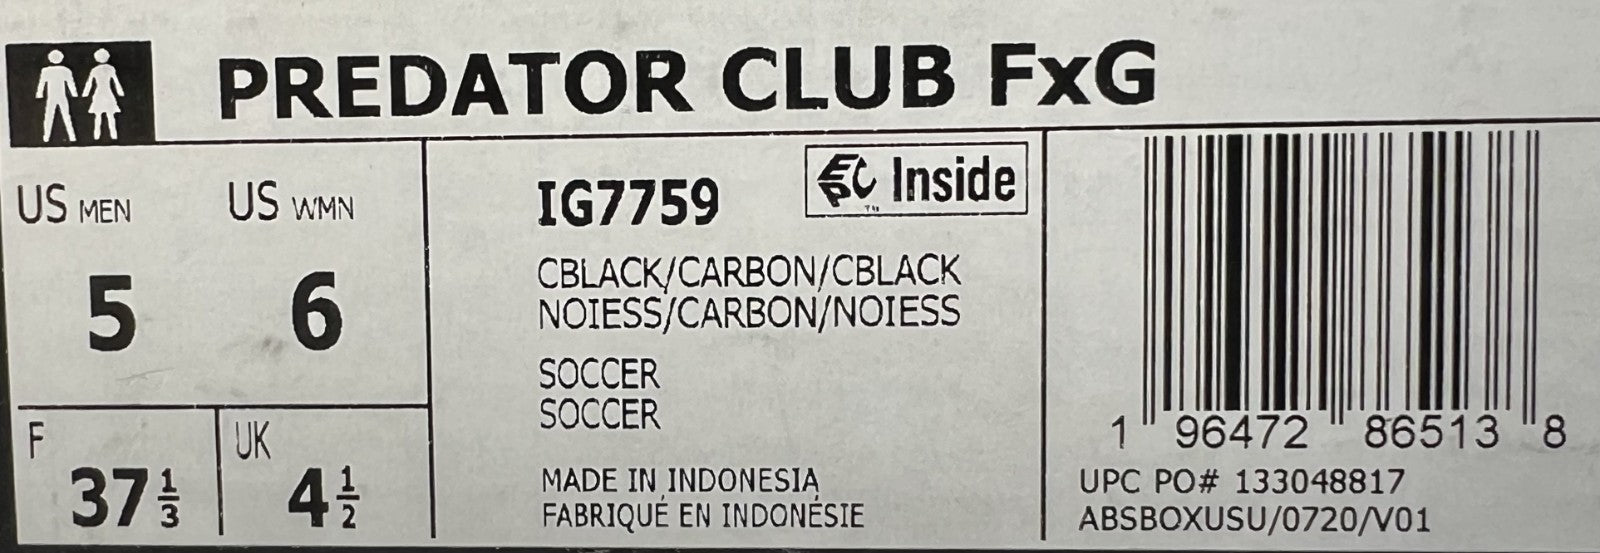 PREDATOR CLUB FxG
US MEN
5
US WMN
6
F
37 1/3
UK
4 1/2
IG7759
EPC Inside
™
CBLACK/CARBON/CBLACK
NOIESS/CARBON/NOIESS
SOCCER
SOCCER
MADE IN INDONESIA
FABRIQUÉ EN INDONÉSIE
1 96472 86513 8
UPC PO# 133048817
ABSBOXUSU/0720/V01